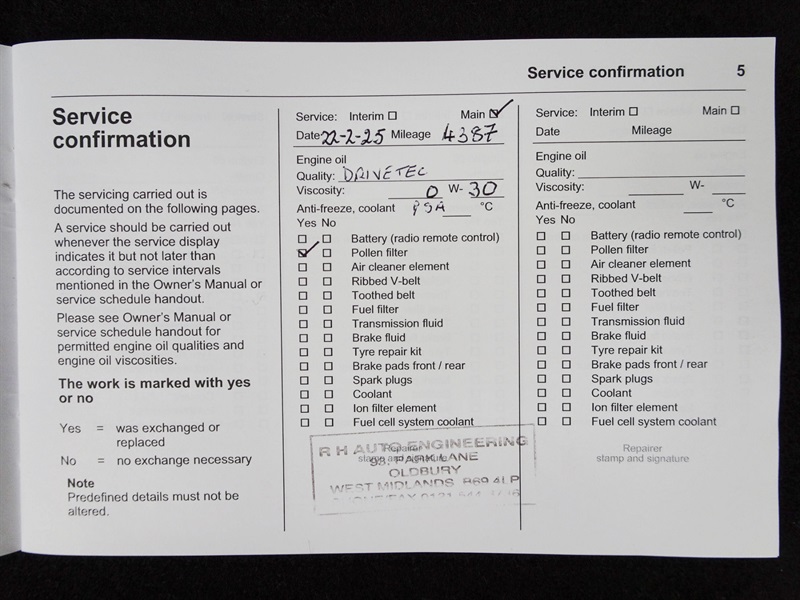 Service confirmation 5
Service
confirmation
The servicing carried out is
documented on the following pages.
A service should be carried out
whenever the service display
indicates it but not later than
according to service intervals
mentioned in the Owner's Manual or
service schedule handout.
Please see Owner's Manual or
service schedule handout for
permitted engine oil qualities and
engine oil viscosities.
The work is marked with yes
or no
Yes = was exchanged or
replaced
No = no exchange necessary
Note
Predefined details must not be
altered.
Service: Interim ☐ Main ☑
Date 22-2-25 Mileage 4387
Engine oil
Quality: DRIVETEC
Viscosity: 0 W- 30
Anti-freeze, coolant PSA °C
Yes No
☐ ☐ Battery (radio remote control)
☑ ☐ Pollen filter
☐ ☐ Air cleaner element
☐ ☐ Ribbed V-belt
☐ ☐ Toothed belt
☐ ☐ Fuel filter
☐ ☐ Transmission fluid
☐ ☐ Brake fluid
☐ ☐ Tyre repair kit
☐ ☐ Brake pads front / rear
☐ ☐ Spark plugs
☐ ☐ Coolant
☐ ☐ Ion filter element
☐ ☐ Fuel cell system coolant
Repairer
stamp and signature
R H AUTO ENGINEERING
93, PARK LANE
OLDBURY
WEST MIDLANDS B69 4LP
Service: Interim ☐ Main ☐
Date Mileage
Engine oil
Quality:
Viscosity: W-
Anti-freeze, coolant °C
Yes No
☐ ☐ Battery (radio remote control)
☐ ☐ Pollen filter
☐ ☐ Air cleaner element
☐ ☐ Ribbed V-belt
☐ ☐ Toothed belt
☐ ☐ Fuel filter
☐ ☐ Transmission fluid
☐ ☐ Brake fluid
☐ ☐ Tyre repair kit
☐ ☐ Brake pads front / rear
☐ ☐ Spark plugs
☐ ☐ Coolant
☐ ☐ Ion filter element
☐ ☐ Fuel cell system coolant
Repairer
stamp and signature